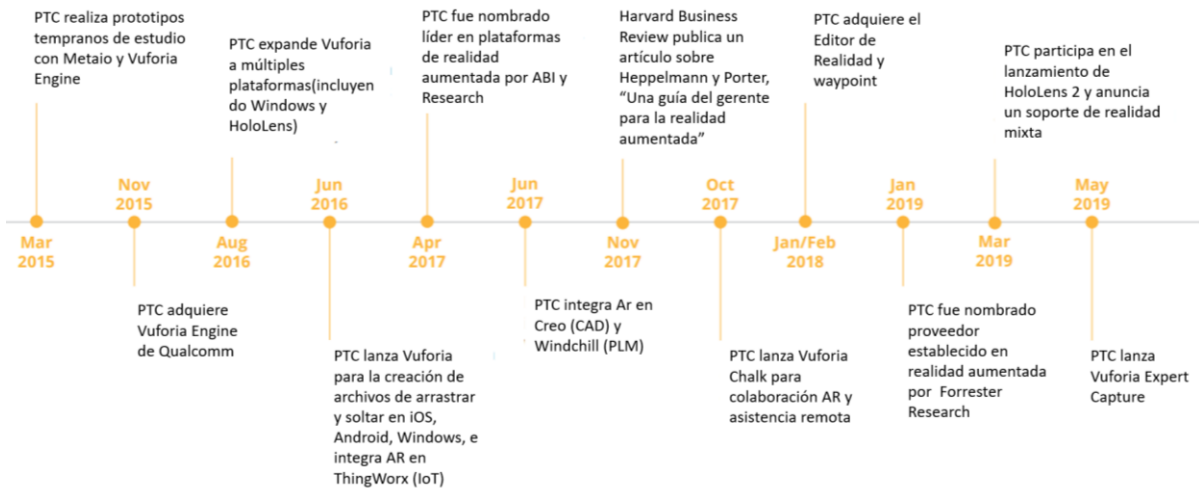 PTC realiza prototipos
tempranos de estudio
con Metaio y Vuforia
Engine
PTC expande Vuforia
a múltiples
plataformas(incluyen
do Windows y
HoloLens)
PTC fue nombrado
líder en plataformas
de realidad
aumentada por ABI y
Research
Harvard Business
Review publica un
artículo sobre
Heppelmann y Porter,
“Una guía del gerente
para la realidad
aumentada”
PTC adquiere el
Editor de
Realidad y
waypoint
PTC participa en el
lanzamiento de
HoloLens 2 y anuncia
un soporte de realidad
mixta
Nov
2015
Jun
2016
Jun
2017
Oct
2017
Jan
2019
May
2019
Mar
2015
Aug
2016
Apr
2017
Nov
2017
Jan/Feb
2018
Mar
2019
PTC adquiere
Vuforia Engine
de Qualcomm
PTC lanza Vuforia
para la creación de
archivos de arrastrar
y soltar en iOS,
Android, Windows, e
integra AR en
ThingWorx (IoT)
PTC integra Ar en
Creo (CAD) y
Windchill (PLM)
PTC lanza Vuforia
Chalk para
colaboración AR y
asistencia remota
PTC fue nombrado
proveedor
establecido en
realidad aumentada
por Forrester
Research
PTC lanza
Vuforia Expert
Capture